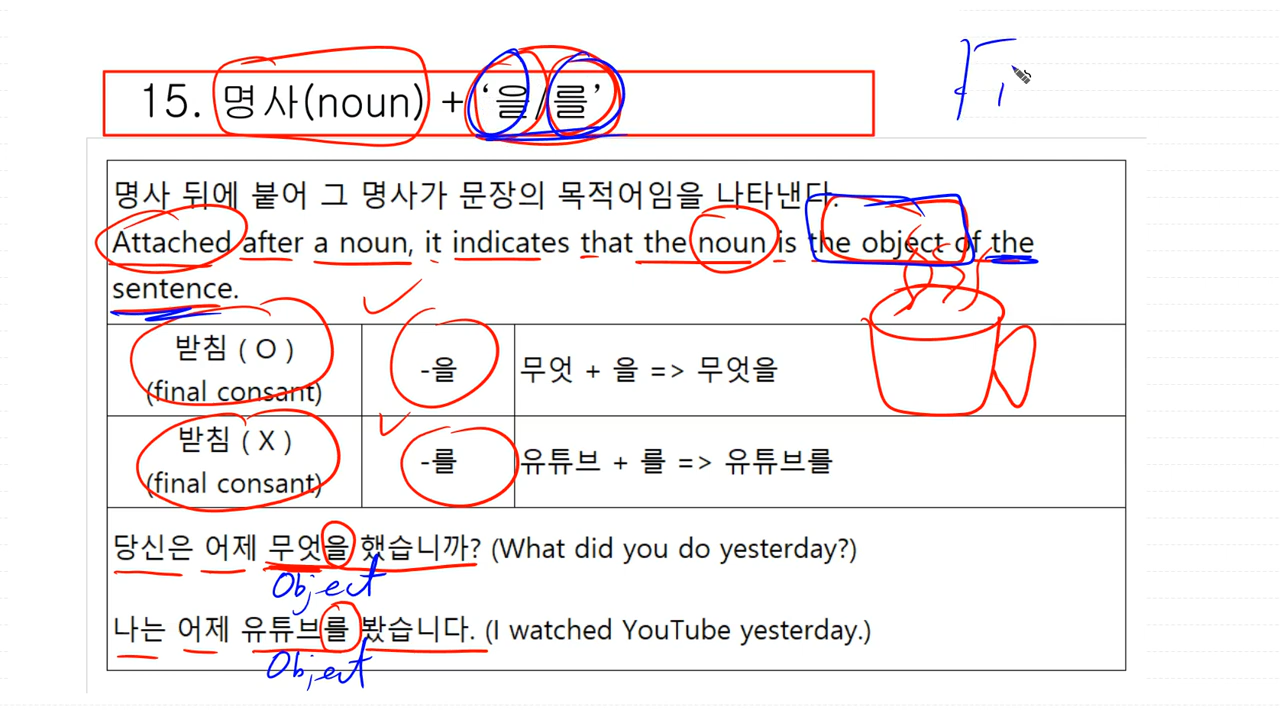 15. 명사(noun) + ‘을/를’
명사 뒤에 붙어 그 명사가 문장의 목적어임을 나타낸다.
Attached after a noun, it indicates that the noun is the object of the
sentence.
받침 ( O )
(final consant)
-을
무엇 + 을 => 무엇을
받침 ( X )
(final consant)
-를
유튜브 + 를 => 유튜브를
당신은 어제 무엇을 했습니까? (What did you do yesterday?)
Object
나는 어제 유튜브를 봤습니다. (I watched YouTube yesterday.)
Object